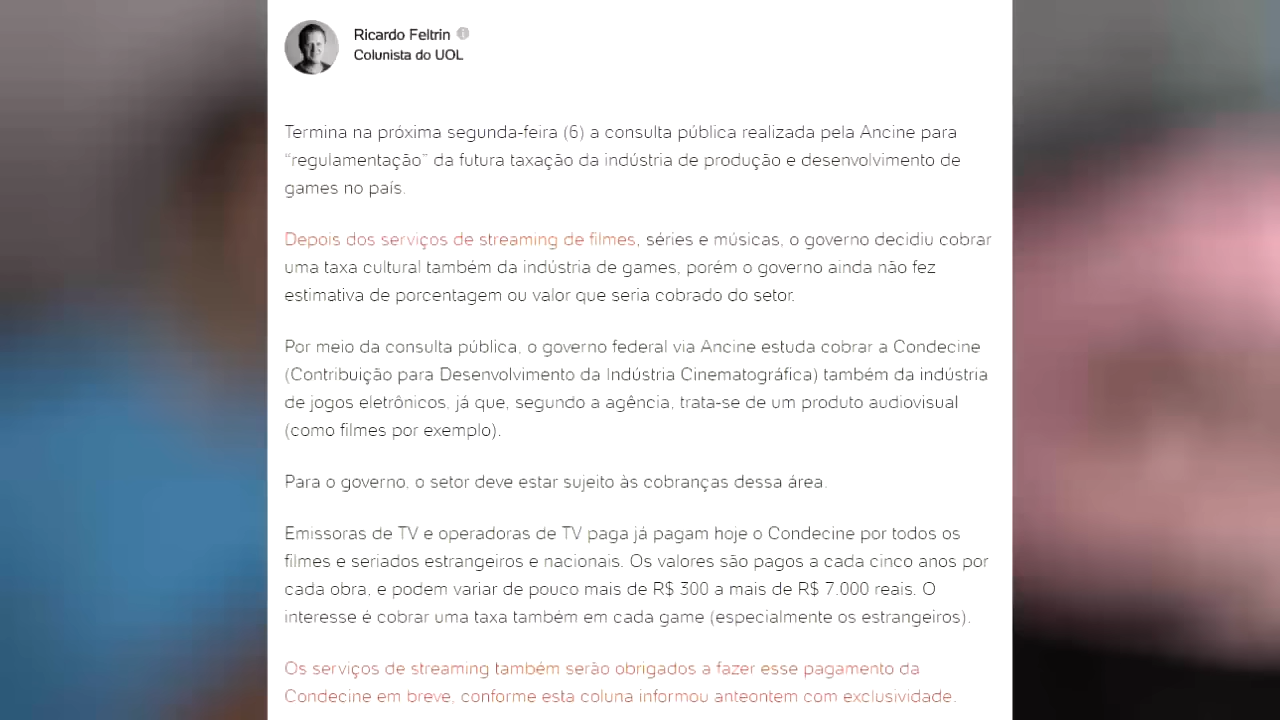 Ricardo Feltrin
Colunista do UOL
Termina na próxima segunda-feira (6) a consulta pública realizada pela Ancine para
“regulamentação” da futura taxação da indústria de produção e desenvolvimento de
games no país.
Depois dos serviços de streaming de filmes, séries e músicas, o governo decidiu cobrar
uma taxa cultural também da indústria de games, porém o governo ainda não fez
estimativa de porcentagem ou valor que seria cobrado do setor.
Por meio da consulta pública, o governo federal via Ancine estuda cobrar a Condecine
(Contribuição para Desenvolvimento da Indústria Cinematográfica) também da indústria
de jogos eletrônicos, já que, segundo a agência, trata-se de um produto audiovisual
(como filmes por exemplo).
Para o governo, o setor deve estar sujeito às cobranças dessa área.
Emissoras de TV e operadoras de TV paga já pagam hoje o Condecine por todos os
filmes e seriados estrangeiros e nacionais. Os valores são pagos a cada cinco anos por
cada obra, e podem variar de pouco mais de R$ 300 a mais de R$ 7.000 reais. O
interesse é cobrar uma taxa também em cada game (especialmente os estrangeiros).
Os serviços de streaming também serão obrigados a fazer esse pagamento da
Condecine em breve, conforme esta coluna informou anteontem com exclusividade.